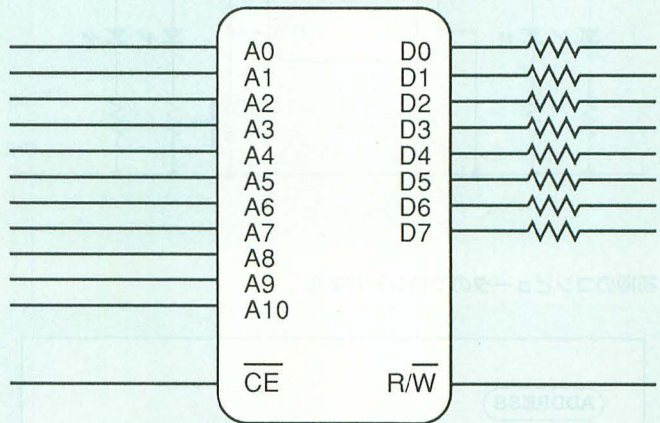 A0 D0
A1 D1
A2 D2
A3 D3
A4 D4
A5 D5
A6 D6
A7 D7
A8
A9
A10
C̅E̅ R/W̅